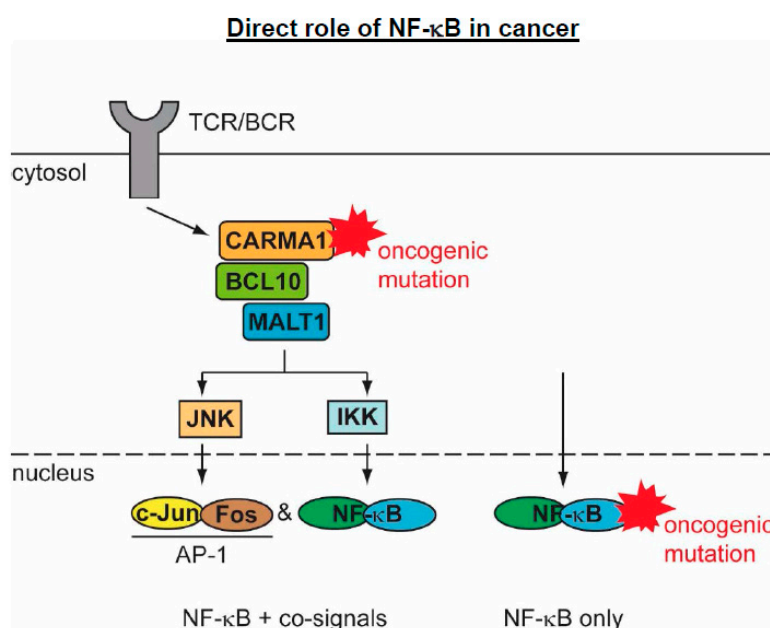 Direct role of NF-κB in cancer
TCR/BCR
cytosol
CARMA1
oncogenic
mutation
BCL10
MALT1
JNK
IKK
nucleus
c-Jun Fos & NF-κB
NF-κB
oncogenic
mutation
AP-1
NF-κB + co-signals
NF-κB only